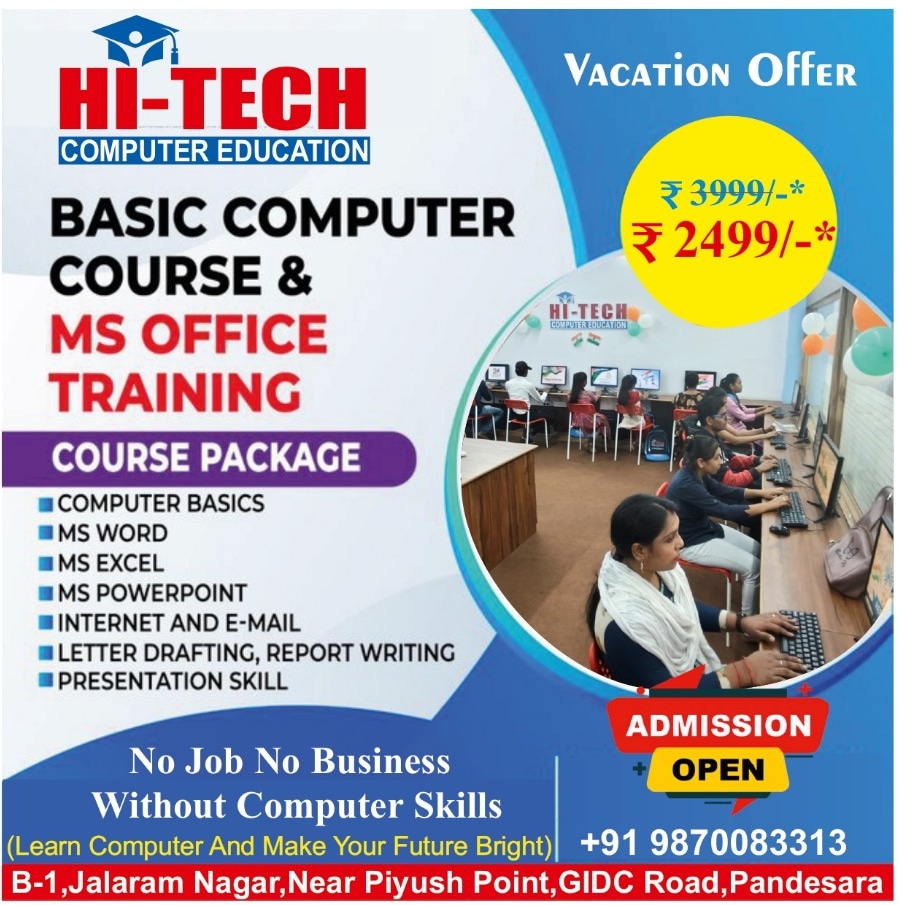 HI-TECH
COMPUTER EDUCATION
VACATION OFFER
₹ 3999/-*
₹ 2499/-*
BASIC COMPUTER
COURSE &
MS OFFICE
TRAINING
COURSE PACKAGE
COMPUTER BASICS
MS WORD
MS EXCEL
MS POWERPOINT
INTERNET AND E-MAIL
LETTER DRAFTING, REPORT WRITING
PRESENTATION SKILL
HI-TECH
COMPUTER EDUCATION
ADMISSION
OPEN
No Job No Business
Without Computer Skills
(Learn Computer And Make Your Future Bright)
+91 9870083313
B-1,Jalaram Nagar,Near Piyush Point,GIDC Road,Pandesara